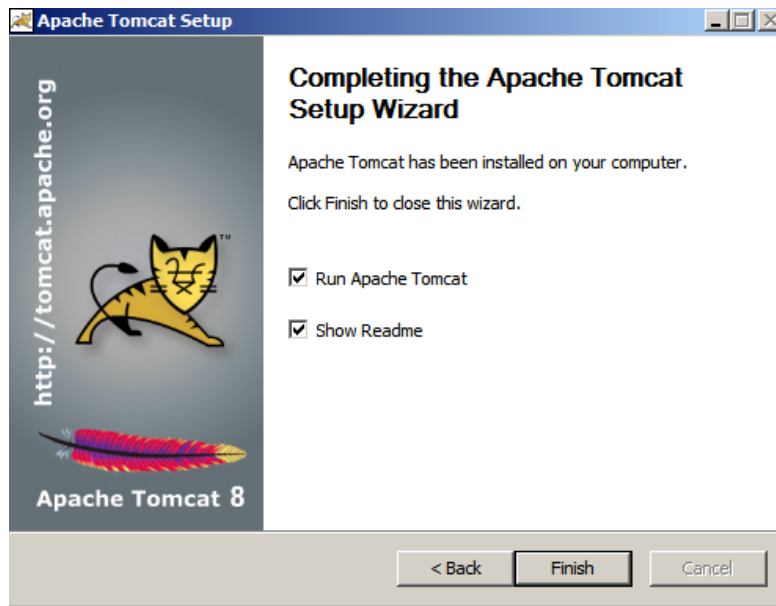 Apache Tomcat Setup
http://tomcat.apache.org
TM
Apache Tomcat 8
Completing the Apache Tomcat
Setup Wizard
Apache Tomcat has been installed on your computer.
Click Finish to close this wizard.
Run Apache Tomcat
Show Readme
< Back
Finish
Cancel